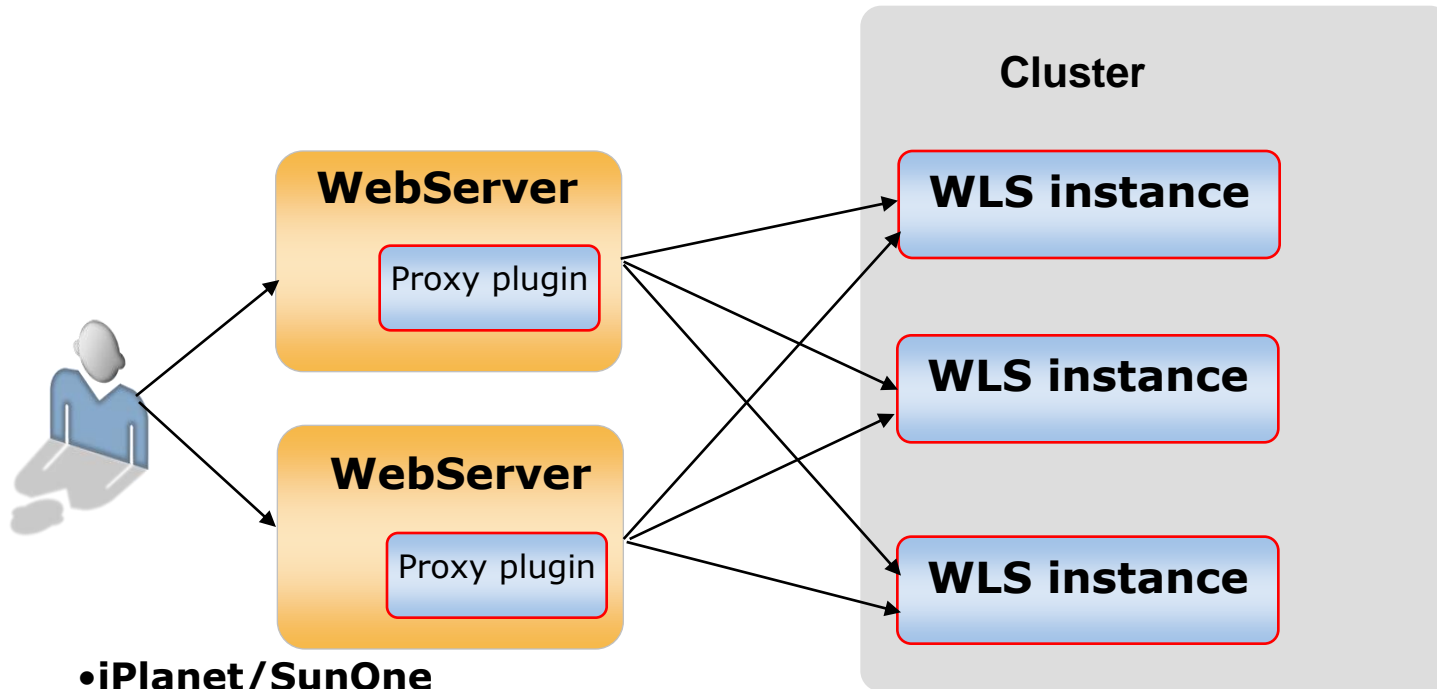 Cluster
WebServer
Proxy plugin
WLS instance
WLS instance
WebServer
Proxy plugin
WLS instance
•iPlanet/SunOne